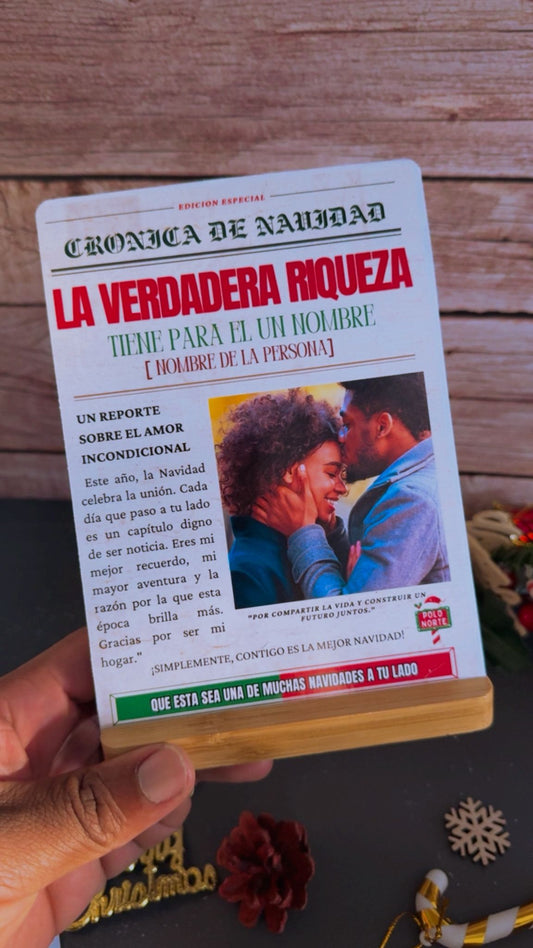 EDICION ESPECIAL
CRONICA DE NAVIDAD
LA VERDADERA RIQUEZA
TIENE PARA EL UN NOMBRE
[ NOMBRE DE LA PERSONA]
UN REPORTE
SOBRE EL AMOR
INCONDICIONAL
Este año, la Navidad
celebra la unión. Cada
día que paso a tu lado
es un capítulo digno
de ser noticia. Eres mi
mejor recuerdo, mi
mayor aventura y la
razón por la que esta
época brilla más.
Gracias por ser mi
hogar."
"POR COMPARTIR LA VIDA Y CONSTRUIR UN
FUTURO JUNTOS."
POLO
NORTE
¡SIMPLEMENTE, CONTIGO ES LA MEJOR NAVIDAD!
QUE ESTA SEA UNA DE MUCHAS NAVIDADES A TU LADO
Christmas